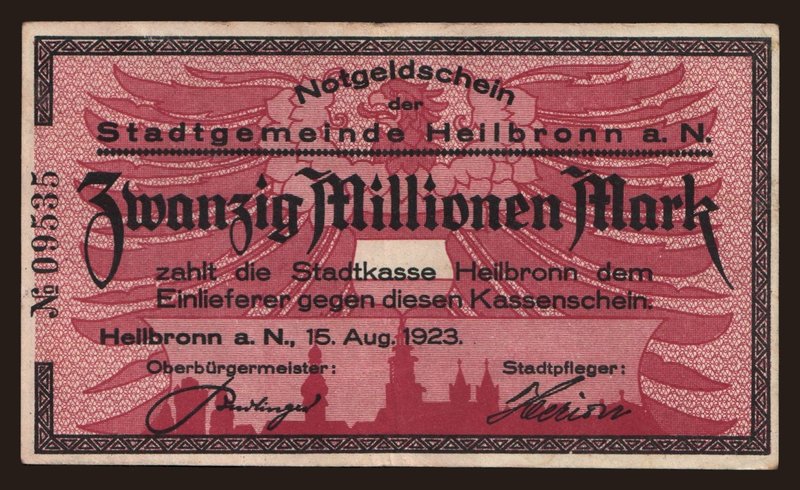 Notgeldschein
der
Stadtgemeinde Heilbronn a. N.
Zwanzig Millionen Mark
zahlt die Stadtkasse Heilbronn dem
Einlieferer gegen diesen Kassenschein.
Heilbronn a. N., 15. Aug. 1923.
Oberbürgermeister: Stadtpfleger:
№ 09535